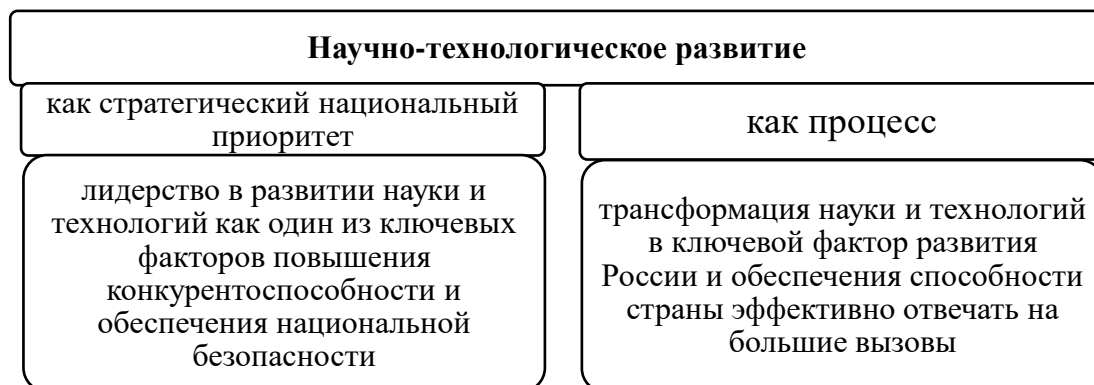 Научно-технологическое развитие
как стратегический национальный
приоритет
лидерство в развитии науки и
технологий как один из ключевых
факторов повышения
конкурентоспособности и
обеспечения национальной
безопасности
как процесс
трансформация науки и технологий
в ключевой фактор развития
России и обеспечения способности
страны эффективно отвечать на
большие вызовы